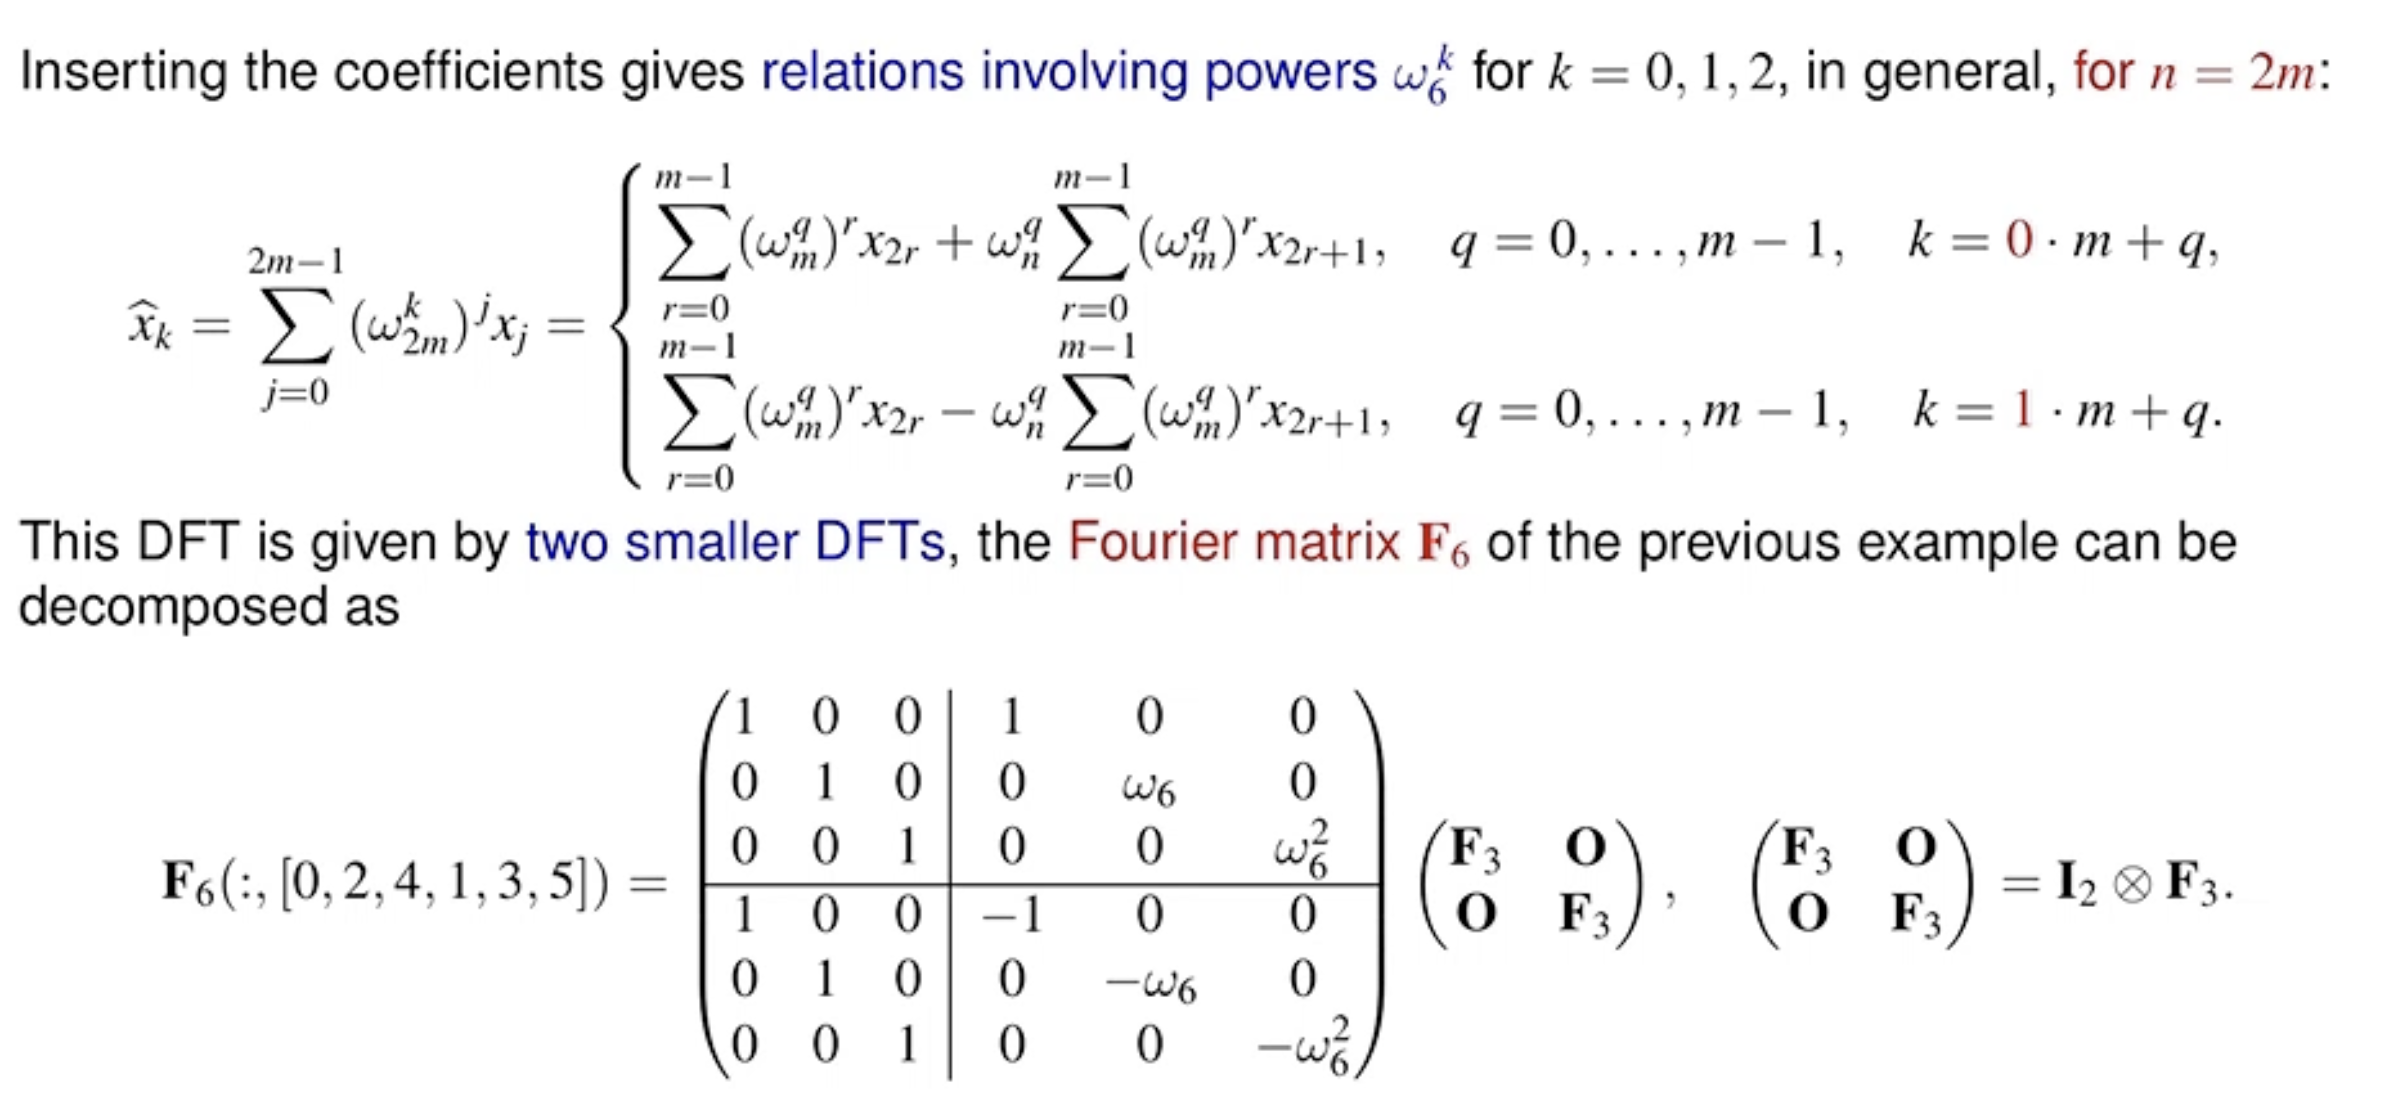 Inserting the coefficients gives relations involving powers $\omega_6^k$ for $k = 0, 1, 2$, in general, for $n = 2m$:
$\widehat{x}_k = \sum_{j=0}^{2m-1} (\omega_{2m}^k)^j x_j = \begin{cases} \sum_{r=0}^{m-1} (\omega_m^q)^r x_{2r} + \omega_n^q \sum_{r=0}^{m-1} (\omega_m^q)^r x_{2r+1}, & q = 0, \ldots, m-1, \quad k = 0 \cdot m + q, \\ \sum_{r=0}^{m-1} (\omega_m^q)^r x_{2r} - \omega_n^q \sum_{r=0}^{m-1} (\omega_m^q)^r x_{2r+1}, & q = 0, \ldots, m-1, \quad k = 1 \cdot m + q. \end{cases}$
This DFT is given by two smaller DFTs, the Fourier matrix $\mathbf{F}_6$ of the previous example can be
decomposed as
$\mathbf{F}_6(:, [0, 2, 4, 1, 3, 5]) = \left(\begin{array}{ccc|ccc} 1 & 0 & 0 & 1 & 0 & 0 \\ 0 & 1 & 0 & 0 & \omega_6 & 0 \\ 0 & 0 & 1 & 0 & 0 & \omega_6^2 \\ \hline 1 & 0 & 0 & -1 & 0 & 0 \\ 0 & 1 & 0 & 0 & -\omega_6 & 0 \\ 0 & 0 & 1 & 0 & 0 & -\omega_6^2 \end{array}\right) \begin{pmatrix} \mathbf{F}_3 & \mathbf{O} \\ \mathbf{O} & \mathbf{F}_3 \end{pmatrix}, \quad \begin{pmatrix} \mathbf{F}_3 & \mathbf{O} \\ \mathbf{O} & \mathbf{F}_3 \end{pmatrix} = \mathbf{I}_2 \otimes \mathbf{F}_3.$